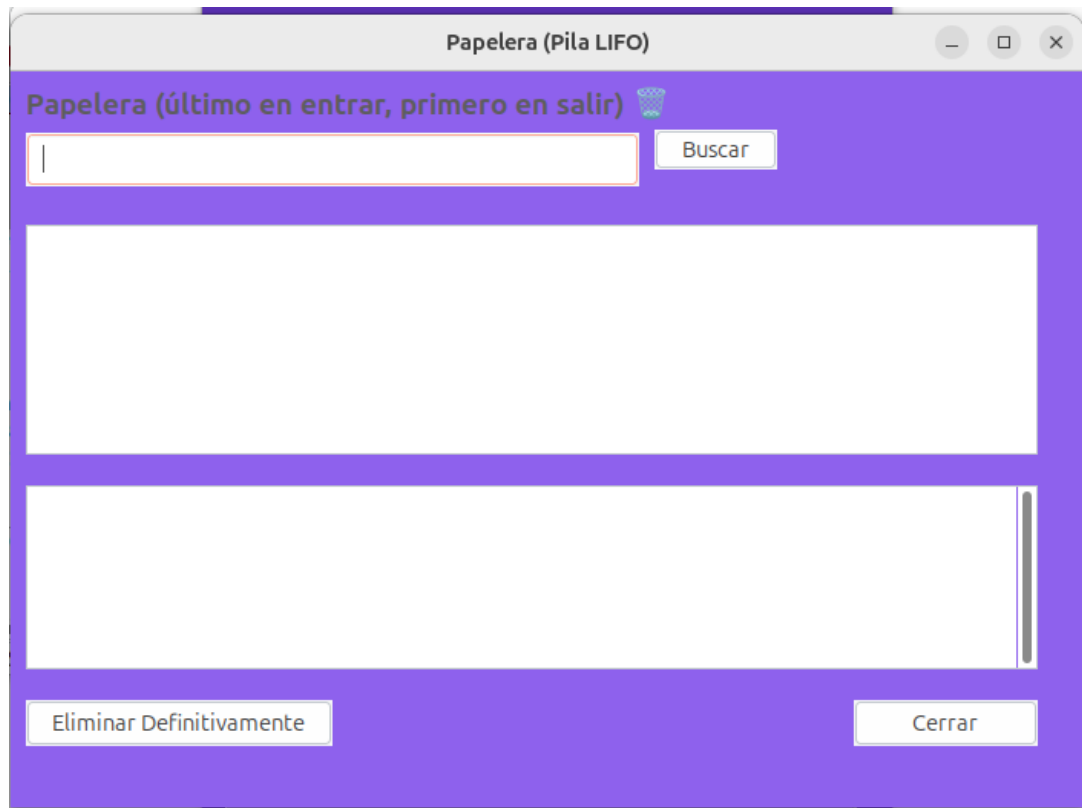 Papelera (Pila LIFO)
Papelera (último en entrar, primero en salir) 🗑️
Buscar
Eliminar Definitivamente
Cerrar